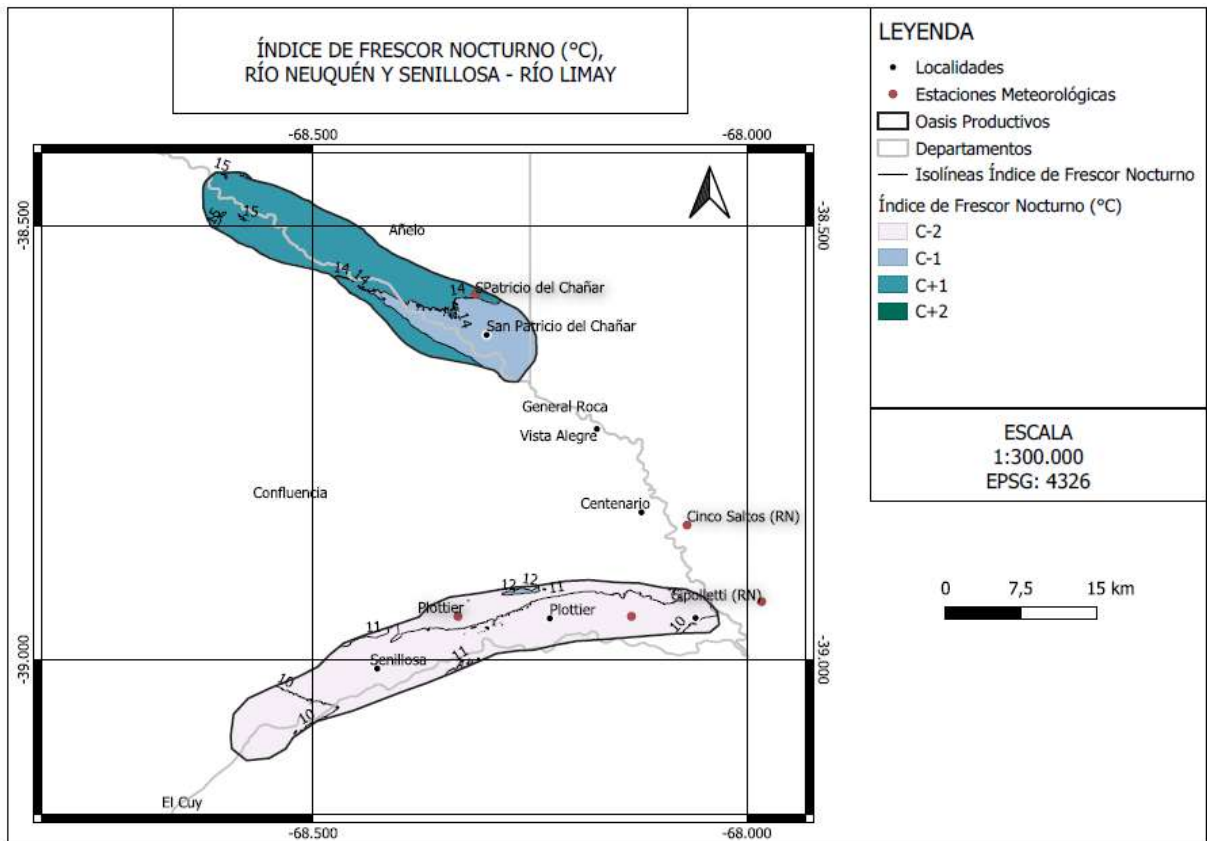 ÍNDICE DE FRESCOR NOCTURNO (°C),
RÍO NEUQUÉN Y SENILLOSA - RÍO LIMAY
LEYENDA
Localidades
Estaciones Meteorológicas
Oasis Productivos
Departamentos
Isolíneas Índice de Frescor Nocturno
Índice de Frescor Nocturno (°C)
C-2
C-1
C+1
C+2
ESCALA
1:300.000
EPSG: 4326
0 7,5 15 km
-68.500 -68.000
-38.500 -38.500
15
15
15
Añelo
14
14
14
SPatricio del Chañar
14
San Patricio del Chañar
General Roca
Vista Alegre
Confluencia
Centenario
Cinco Saltos (RN)
12
12
11
Plottier
Plottier
Cipolletti (RN)
11
10
Senillosa
11
10
10
-39.000 -39.000
El Cuy
-68.500 -68.000